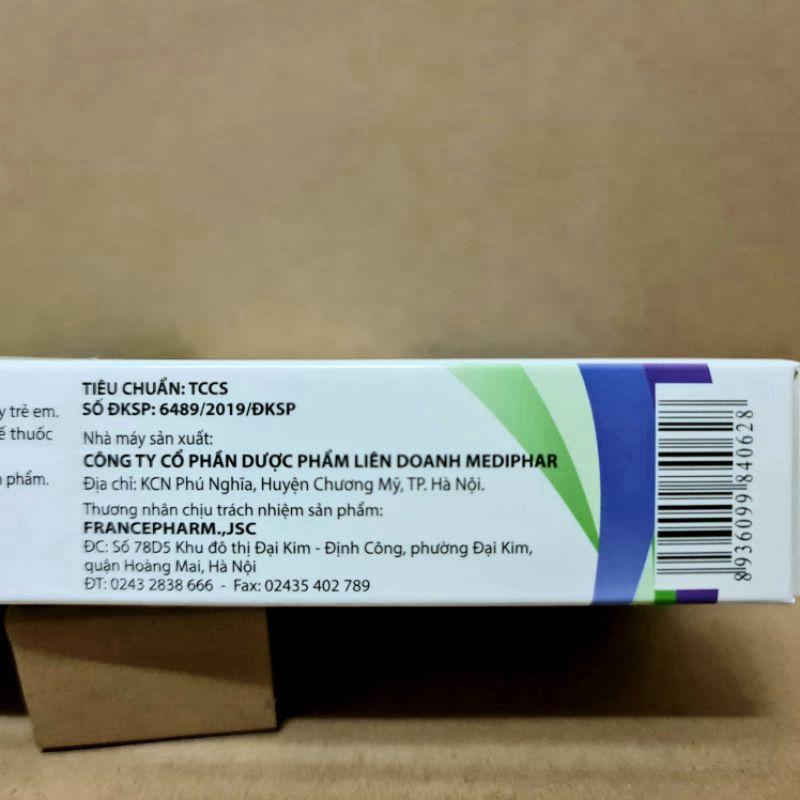 y trẻ em.
ế thuốc
phẩm.
TIÊU CHUẨN: TCCS
SỐ ĐKSP: 6489/2019/ĐKSP
Nhà máy sản xuất:
CÔNG TY CỔ PHẦN DƯỢC PHẨM LIÊN DOANH MEDIPHAR
Địa chỉ: KCN Phú Nghĩa, Huyện Chương Mỹ, TP. Hà Nội.
Thương nhân chịu trách nhiệm sản phẩm:
FRANCEPHARM.,JSC
ĐC: Số 78D5 Khu đô thị Đại Kim - Định Công, phường Đại Kim,
quận Hoàng Mai, Hà Nội
ĐT: 0243 2838 666 - Fax: 02435 402 789
8936099840628